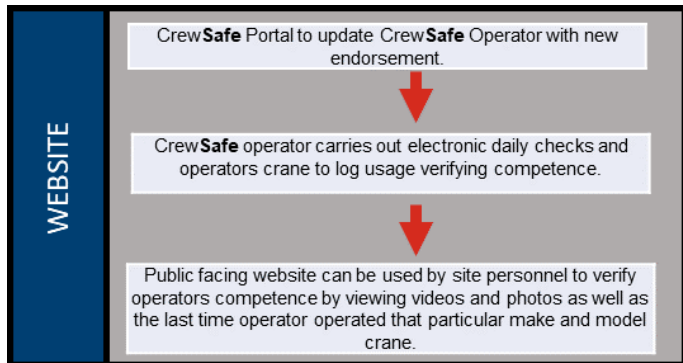 WEBSITE
CrewSafe Portal to update CrewSafe Operator with new
endorsement.
CrewSafe operator carries out electronic daily checks and
operators crane to log usage verifying competence.
Public facing website can be used by site personnel to verify
operators competence by viewing videos and photos as well as
the last time operator operated that particular make and model
crane.